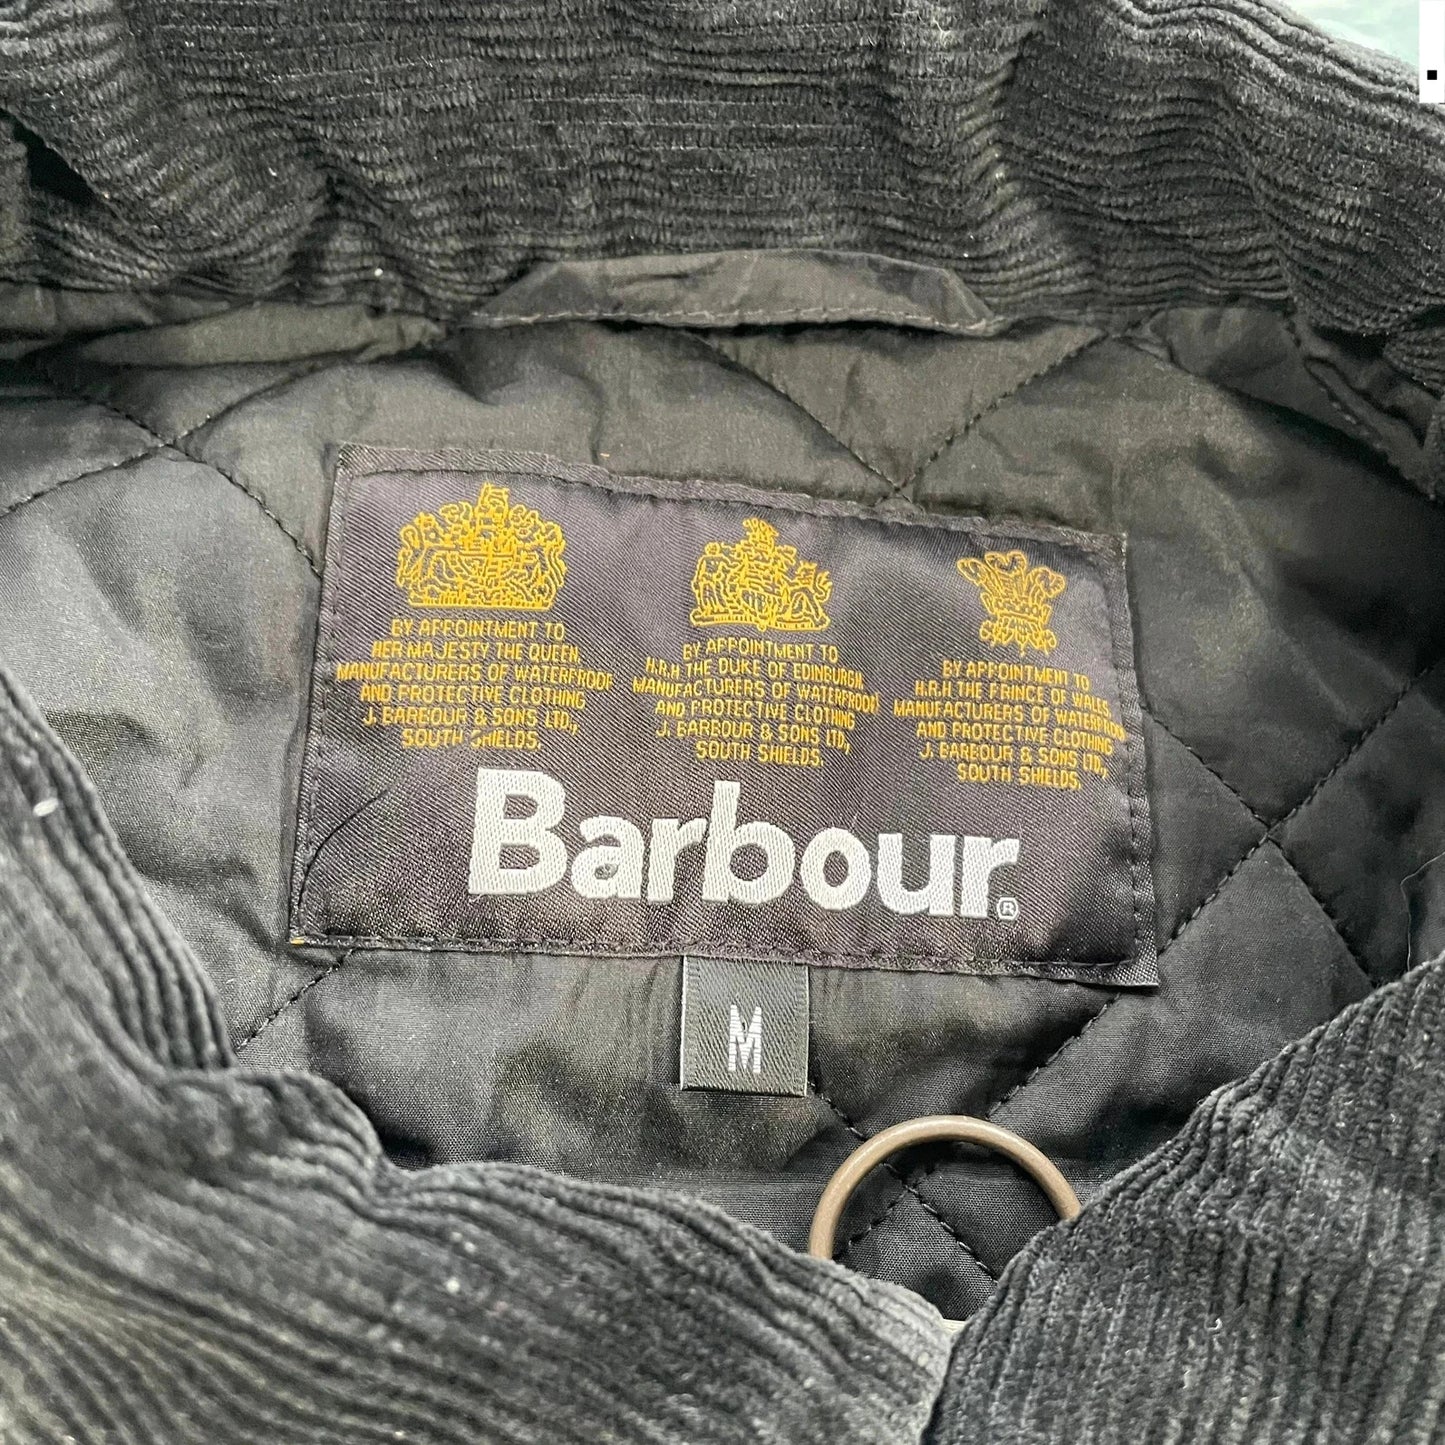 BY APPOINTMENT TO
HER MAJESTY THE QUEEN,
MANUFACTURERS OF WATERPROOF
AND PROTECTIVE CLOTHING
J. BARBOUR & SONS LTD.,
SOUTH SHIELDS.
BY APPOINTMENT TO
H.R.H THE DUKE OF EDINBURGH,
MANUFACTURERS OF WATERPROOF
AND PROTECTIVE CLOTHING
J. BARBOUR & SONS LTD.,
SOUTH SHIELDS.
BY APPOINTMENT TO
H.R.H THE PRINCE OF WALES
MANUFACTURERS OF WATERPROOF
AND PROTECTIVE CLOTHING
J. BARBOUR & SONS LTD.,
SOUTH SHIELDS.
Barbour®
M